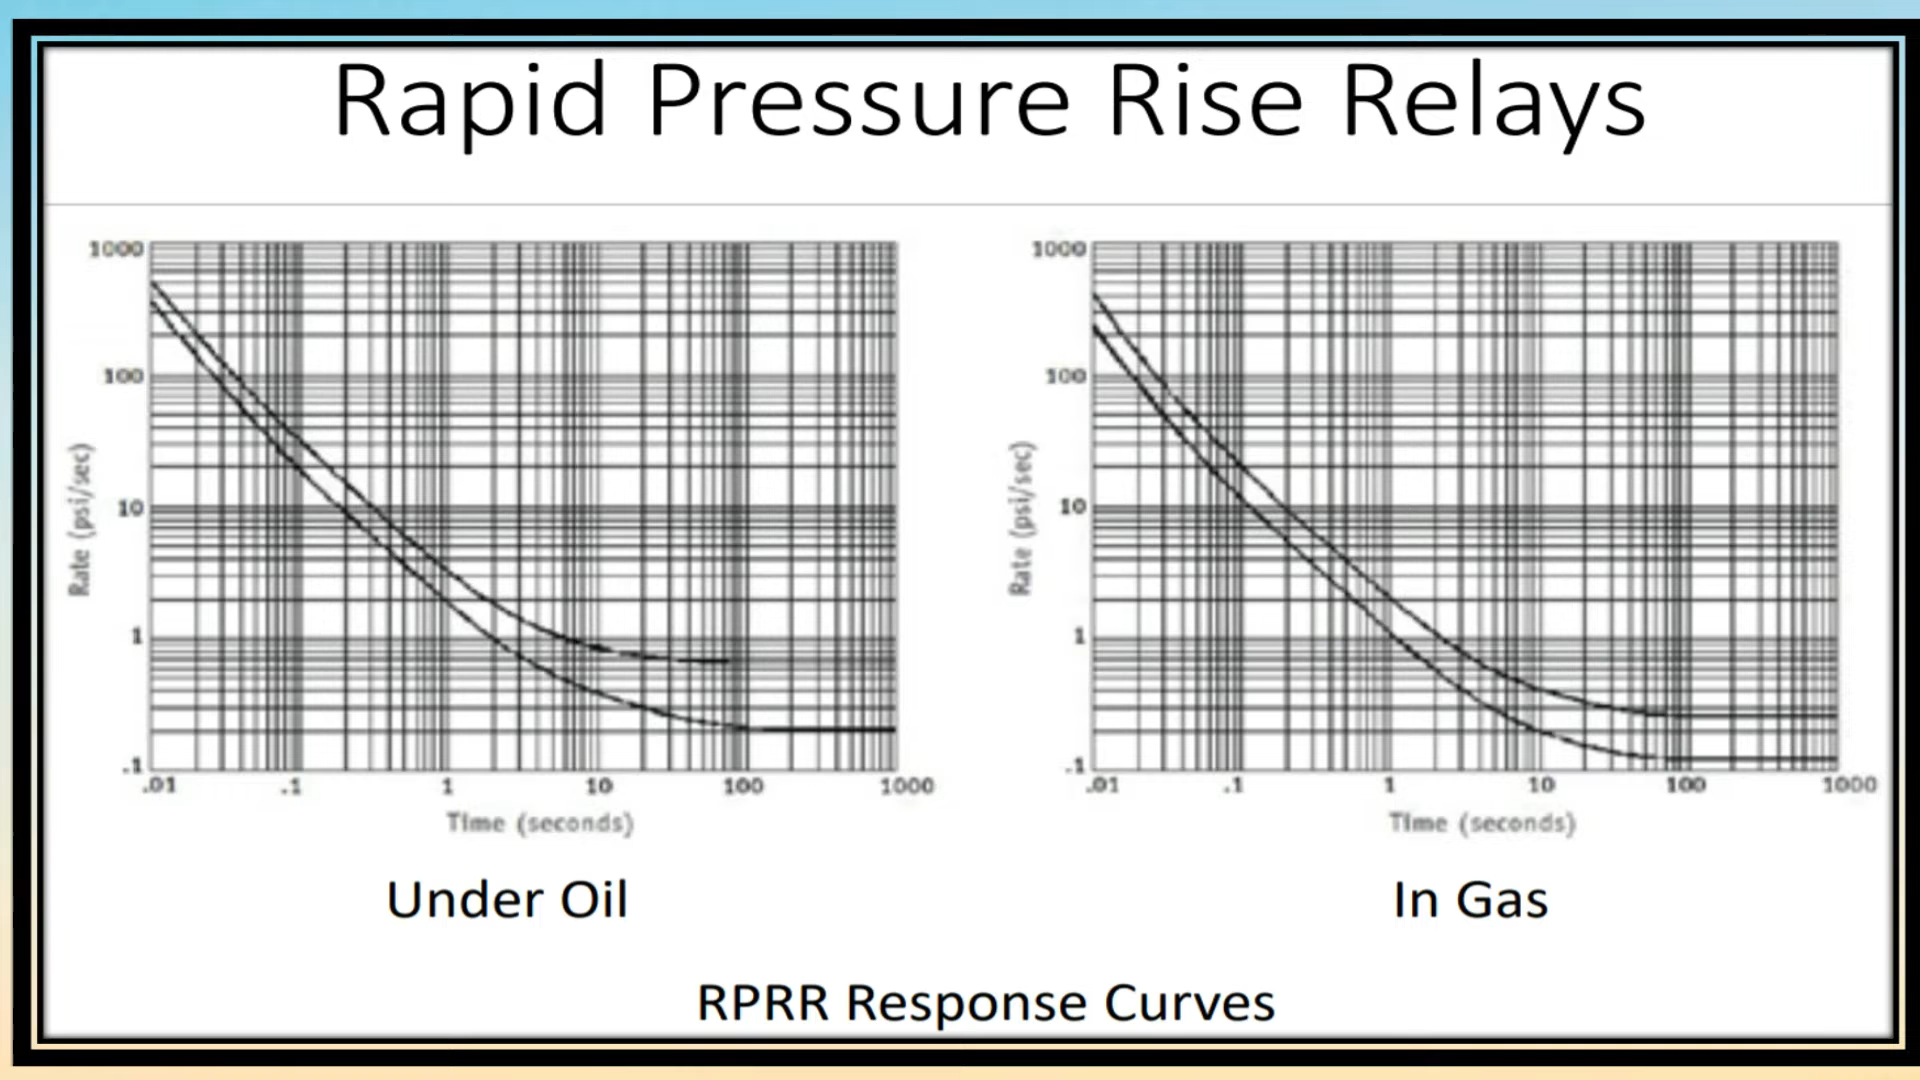 Rapid Pressure Rise Relays
1000
100
10
1
.1
Rate (psi/sec)
.01 .1 1 10 100 1000
Time (seconds)
Under Oil
1000
100
10
1
.1
Rate (psi/sec)
.01 .1 1 10 100 1000
Time (seconds)
In Gas
RPRR Response Curves